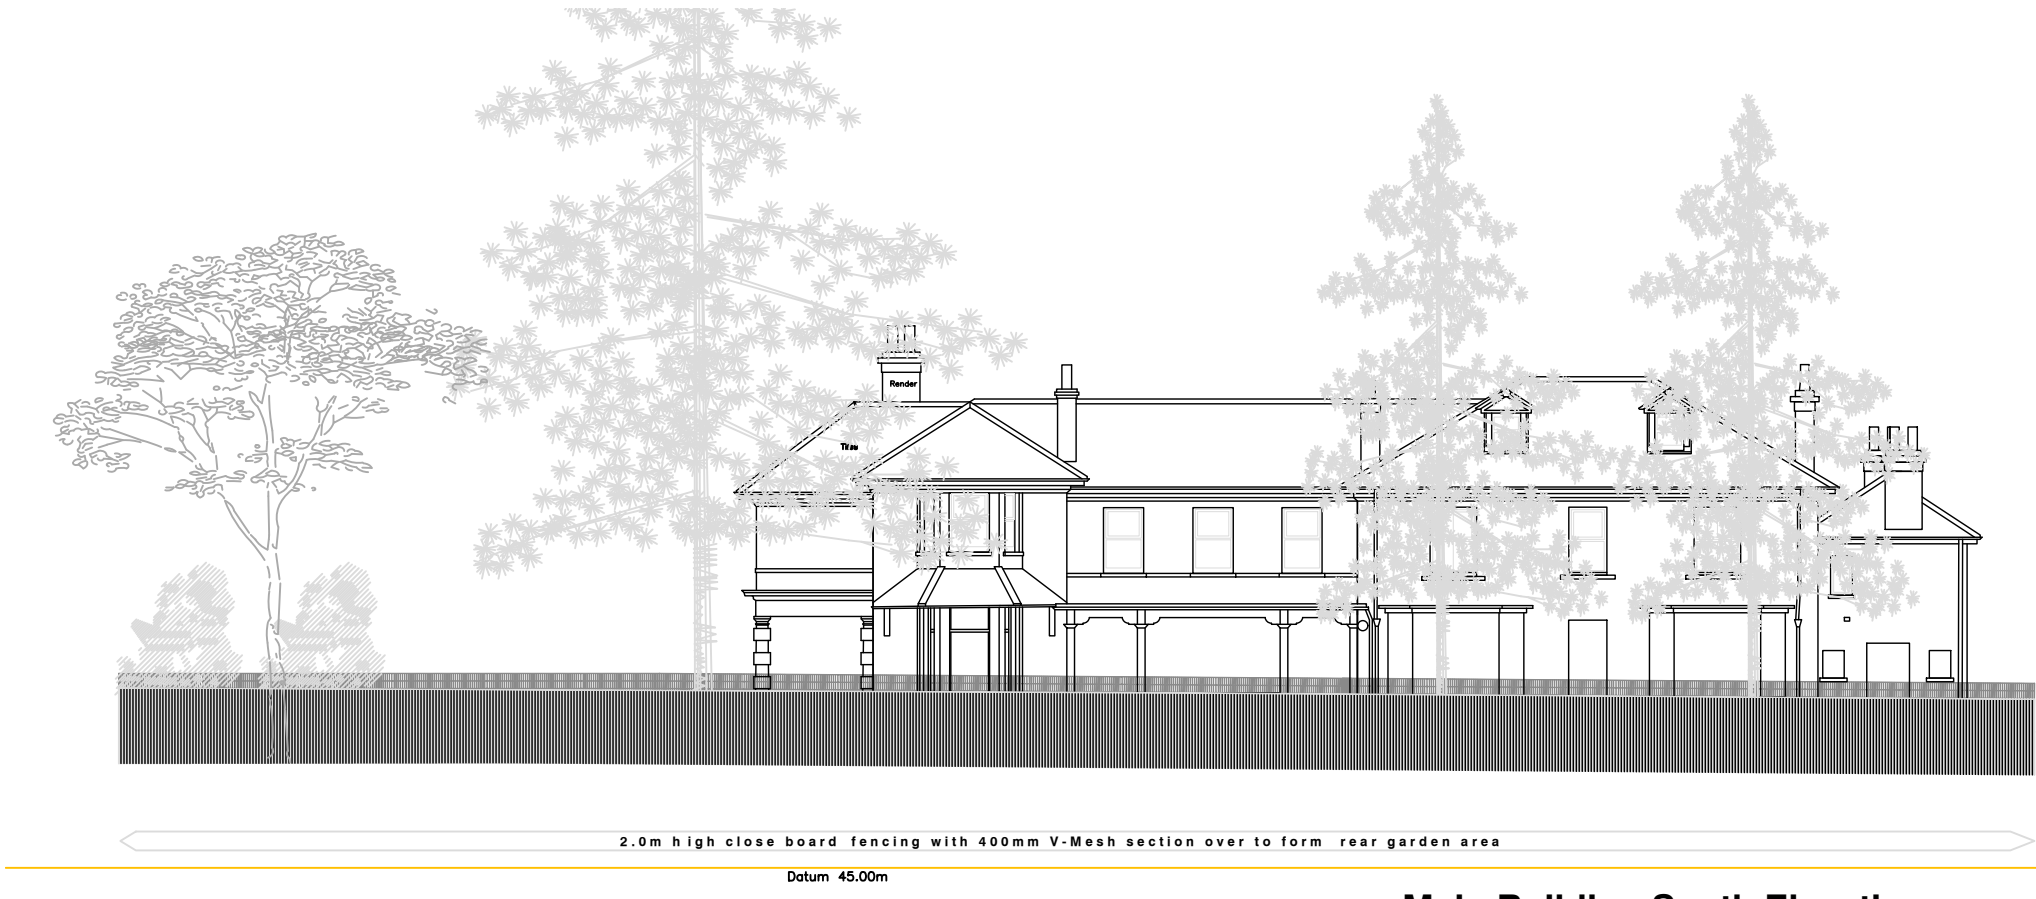 Render
2.0m high close board fencing with 400mm V-Mesh section over to form rear garden area
Datum 45.00m